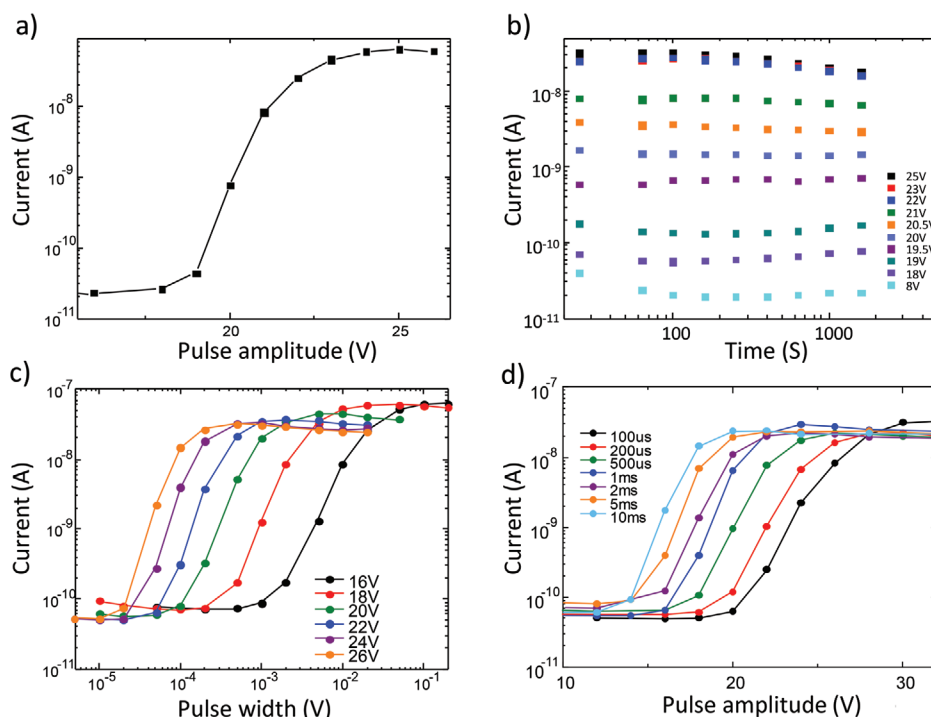 a)
10⁻⁸
10⁻⁹
10⁻¹⁰
10⁻¹¹
Current (A)
20 25
Pulse amplitude (V)
b)
10⁻⁸
10⁻⁹
10⁻¹⁰
10⁻¹¹
Current (A)
100 1000
Time (S)
25V
23V
22V
21V
20.5V
20V
19.5V
19V
18V
8V
c)
10⁻⁷
10⁻⁸
10⁻⁹
10⁻¹⁰
10⁻¹¹
Current (A)
10⁻⁵ 10⁻⁴ 10⁻³ 10⁻² 10⁻¹
Pulse width (V)
16V
18V
20V
22V
24V
26V
d)
10⁻⁷
10⁻⁸
10⁻⁹
10⁻¹⁰
10⁻¹¹
Current (A)
10 20 30
Pulse amplitude (V)
100us
200us
500us
1ms
2ms
5ms
10ms